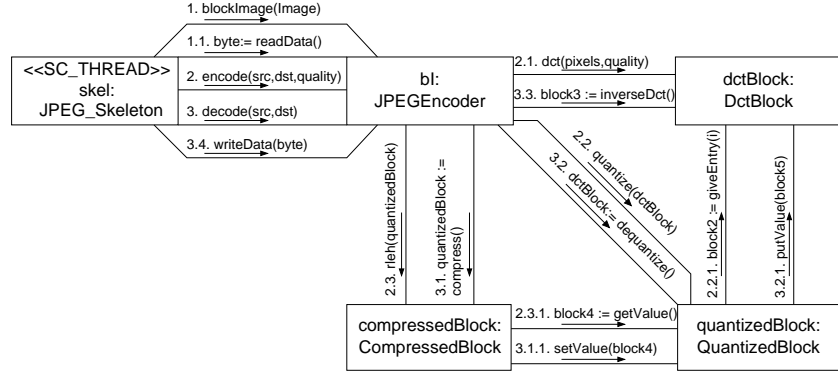 1. blockImage(Image)
1.1. byte:= readData()
<<SC_THREAD>>
skel:
JPEG_Skeleton
2. encode(src,dst,quality)
3. decode(src,dst)
3.4. writeData(byte)
bI:
JPEGEncoder
2.1. dct(pixels,quality)
3.3. block3 := inverseDct()
dctBlock:
DctBlock
2.2. quantize(dctBlock)
3.2. dctBlock:= dequantize()
2.3. rleh(quantizedBlock)
3.1. quantizedBlock :=
compress()
2.2.1. block2 := giveEntry(i)
3.2.1. putValue(block5)
compressedBlock:
CompressedBlock
2.3.1. block4 := getValue()
3.1.1. setValue(block4)
quantizedBlock:
QuantizedBlock